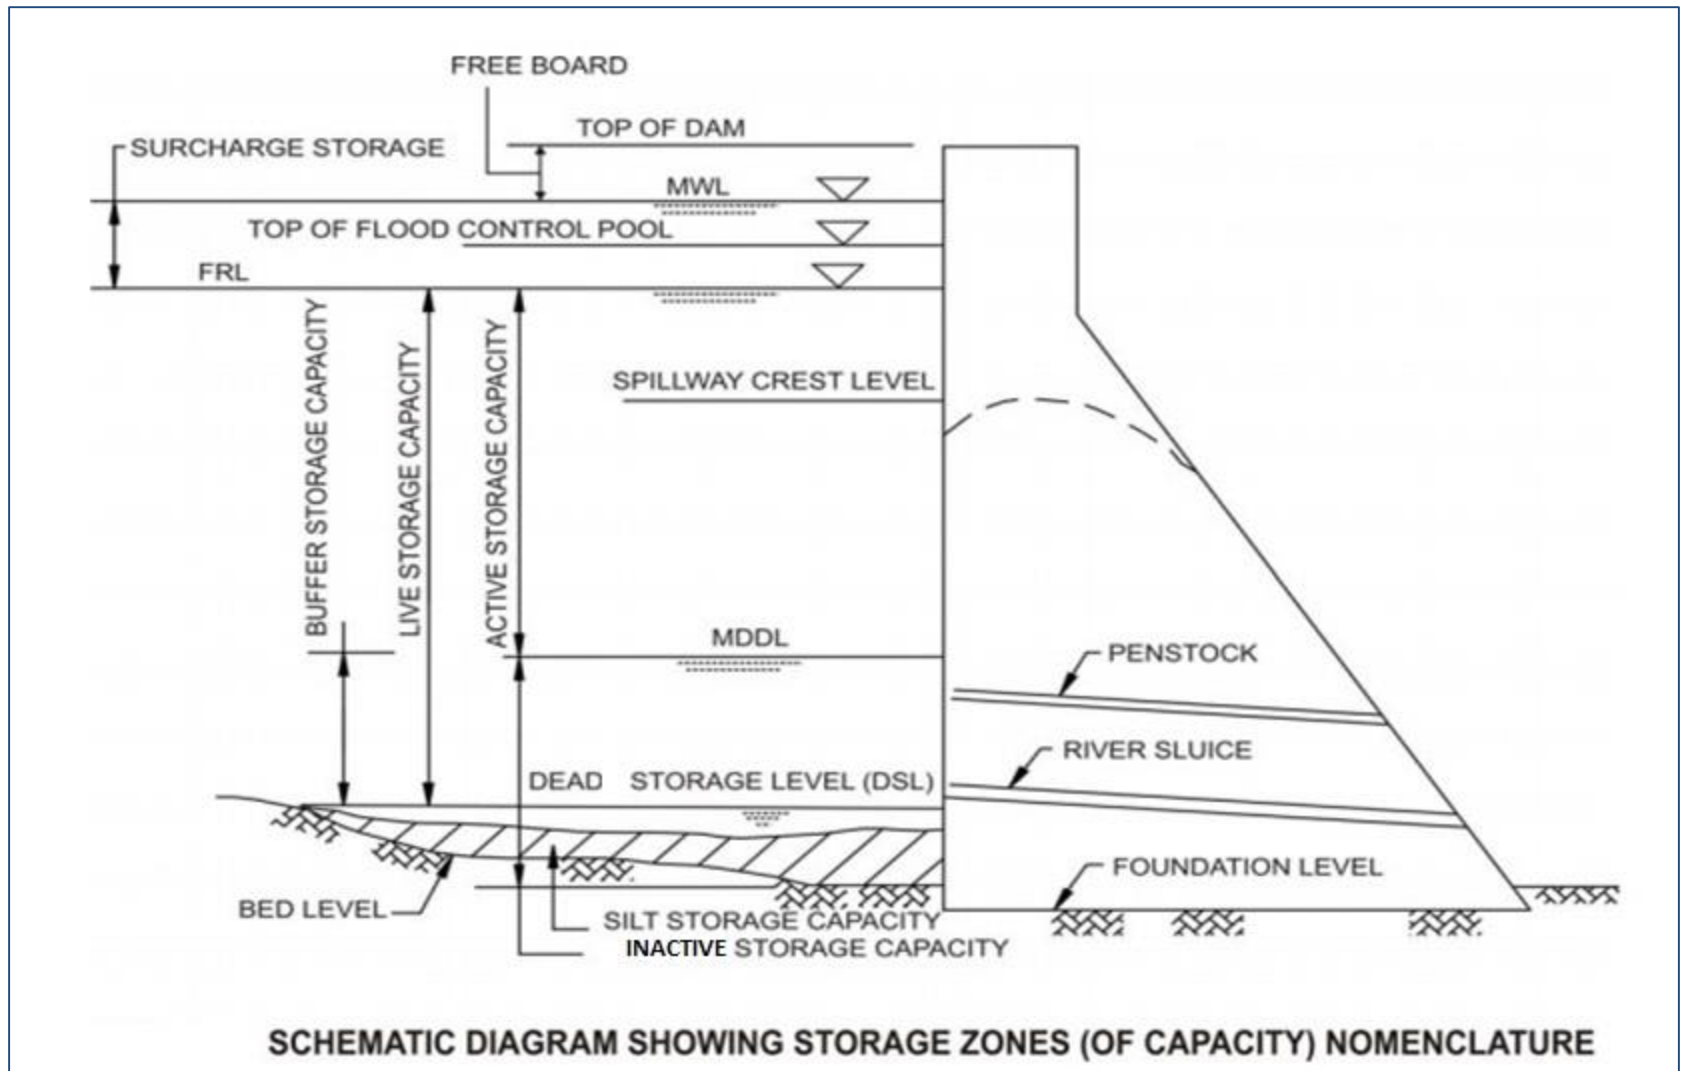 FREE BOARD
TOP OF DAM
SURCHARGE STORAGE
MWL
TOP OF FLOOD CONTROL POOL
FRL
BUFFER STORAGE CAPACITY
LIVE STORAGE CAPACITY
ACTIVE STORAGE CAPACITY
SPILLWAY CREST LEVEL
MDDL
PENSTOCK
RIVER SLUICE
DEAD STORAGE LEVEL (DSL)
FOUNDATION LEVEL
BED LEVEL
SILT STORAGE CAPACITY
INACTIVE STORAGE CAPACITY
SCHEMATIC DIAGRAM SHOWING STORAGE ZONES (OF CAPACITY) NOMENCLATURE